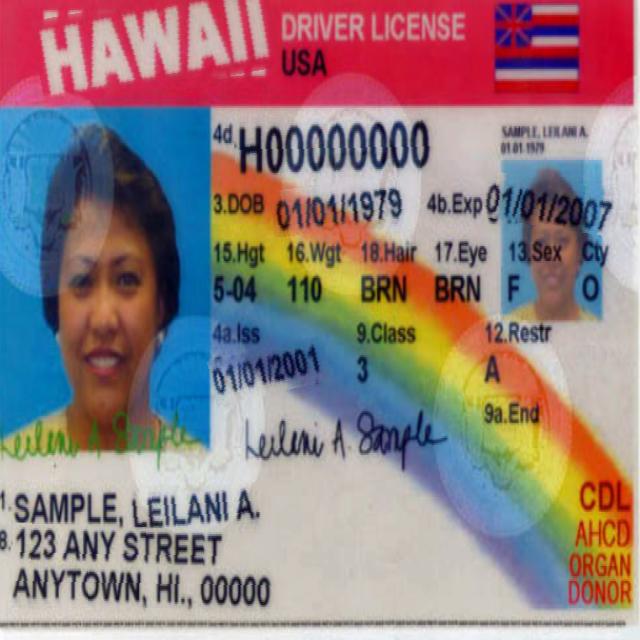 HAWAII DRIVER LICENSE
USA
SAMPLE, LEILANI A.
01/01/1979
4d. H00000000
3.DOB 01/01/1979 4b.Exp 01/01/2007
15.Hgt 16.Wgt 18.Hair 17.Eye 13.Sex Cty
5-04 110 BRN BRN F O
4a.Iss 9.Class 12.Restr
01/01/2001 3 A
9a.End
Leilani A Sample
Leilani A. Sample
1. SAMPLE, LEILANI A.
8. 123 ANY STREET
ANYTOWN, HI., 00000
CDL
AHCD
ORGAN
DONOR